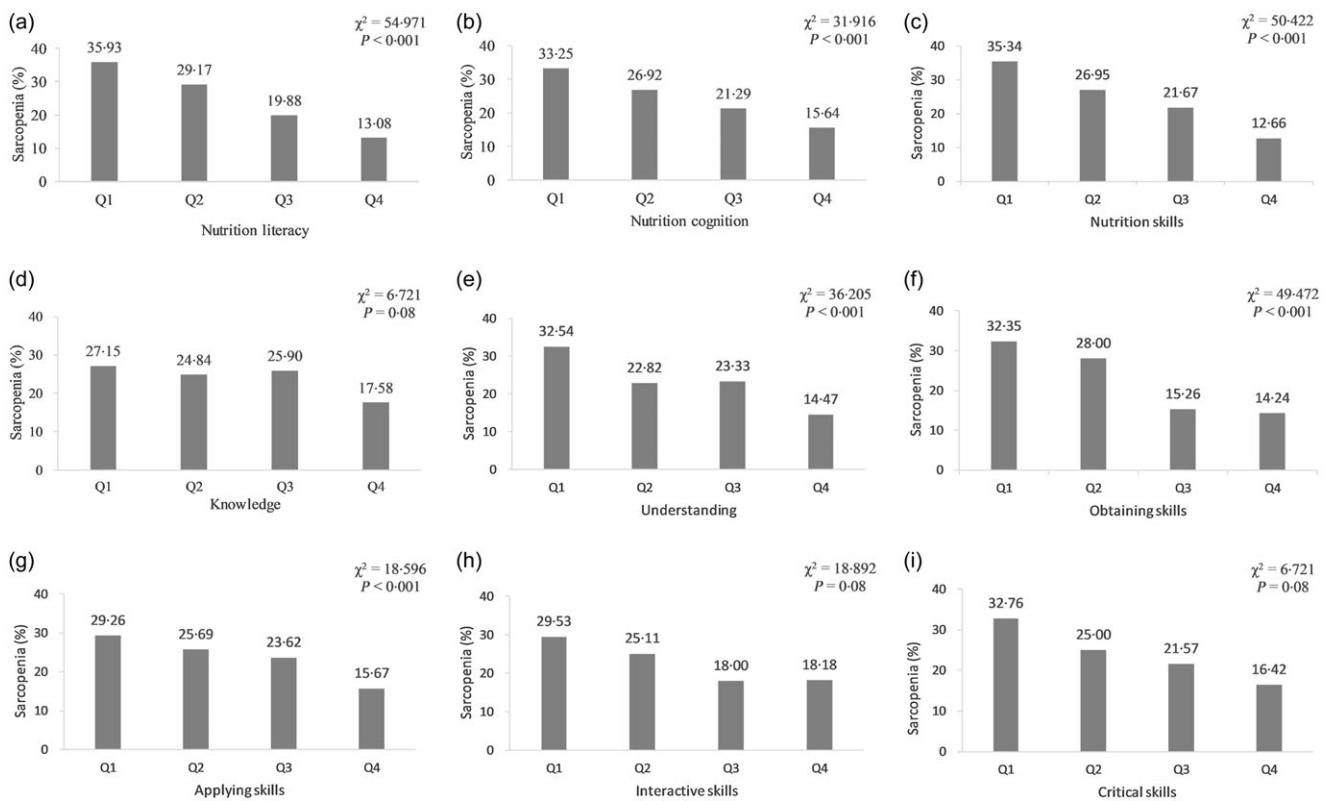 (a)
χ² = 54·971
P < 0·001
Sarcopenia (%)
40
30
20
10
0
35·93
29·17
19·88
13·08
Q1 Q2 Q3 Q4
Nutrition literacy
(b)
χ² = 31·916
P < 0·001
Sarcopenia (%)
40
30
20
10
0
33·25
26·92
21·29
15·64
Q1 Q2 Q3 Q4
Nutrition cognition
(c)
χ² = 50·422
P < 0·001
Sarcopenia (%)
40
30
20
10
0
35·34
26·95
21·67
12·66
Q1 Q2 Q3 Q4
Nutrition skills
(d)
χ² = 6·721
P = 0·08
Sarcopenia (%)
40
30
20
10
0
27·15
24·84
25·90
17·58
Q1 Q2 Q3 Q4
Knowledge
(e)
χ² = 36·205
P < 0·001
Sarcopenia (%)
40
30
20
10
0
32·54
22·82
23·33
14·47
Q1 Q2 Q3 Q4
Understanding
(f)
χ² = 49·472
P < 0·001
Sarcopenia (%)
40
30
20
10
0
32·35
28·00
15·26
14·24
Q1 Q2 Q3 Q4
Obtaining skills
(g)
χ² = 18·596
P < 0·001
Sarcopenia (%)
40
30
20
10
0
29·26
25·69
23·62
15·67
Q1 Q2 Q3 Q4
Applying skills
(h)
χ² = 18·892
P = 0·08
Sarcopenia (%)
40
30
20
10
0
29·53
25·11
18·00
18·18
Q1 Q2 Q3 Q4
Interactive skills
(i)
χ² = 6·721
P = 0·08
Sarcopenia (%)
40
30
20
10
0
32·76
25·00
21·57
16·42
Q1 Q2 Q3 Q4
Critical skills